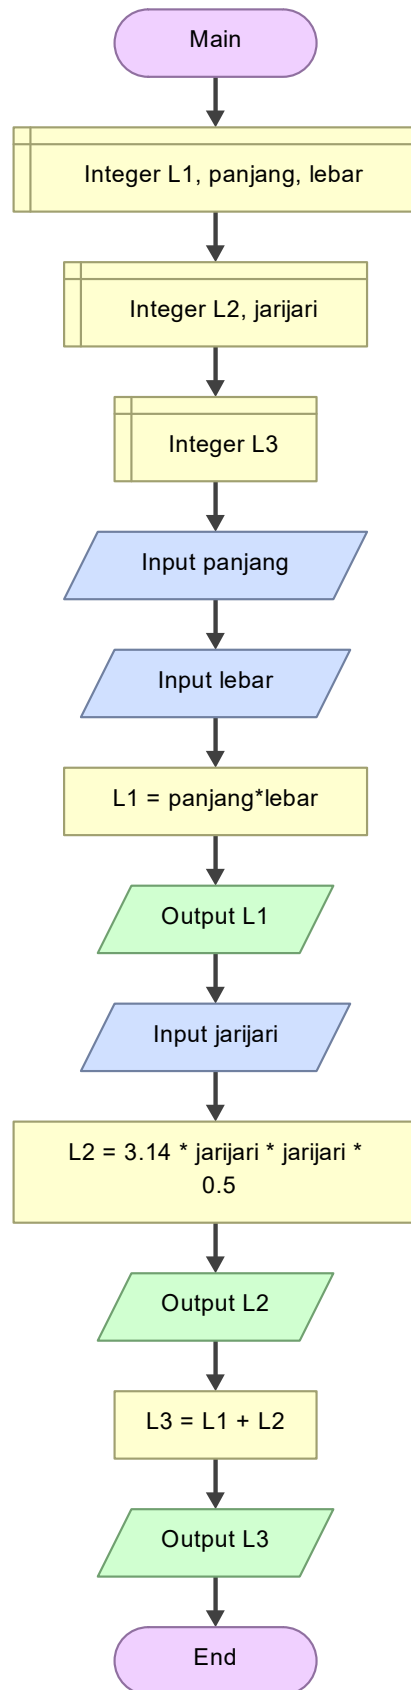 Main
Integer L1, panjang, lebar
Integer L2, jarijari
Integer L3
Input panjang
Input lebar
L1 = panjang*lebar
Output L1
Input jarijari
L2 = 3.14 * jarijari * jarijari *
0.5
Output L2
L3 = L1 + L2
Output L3
End